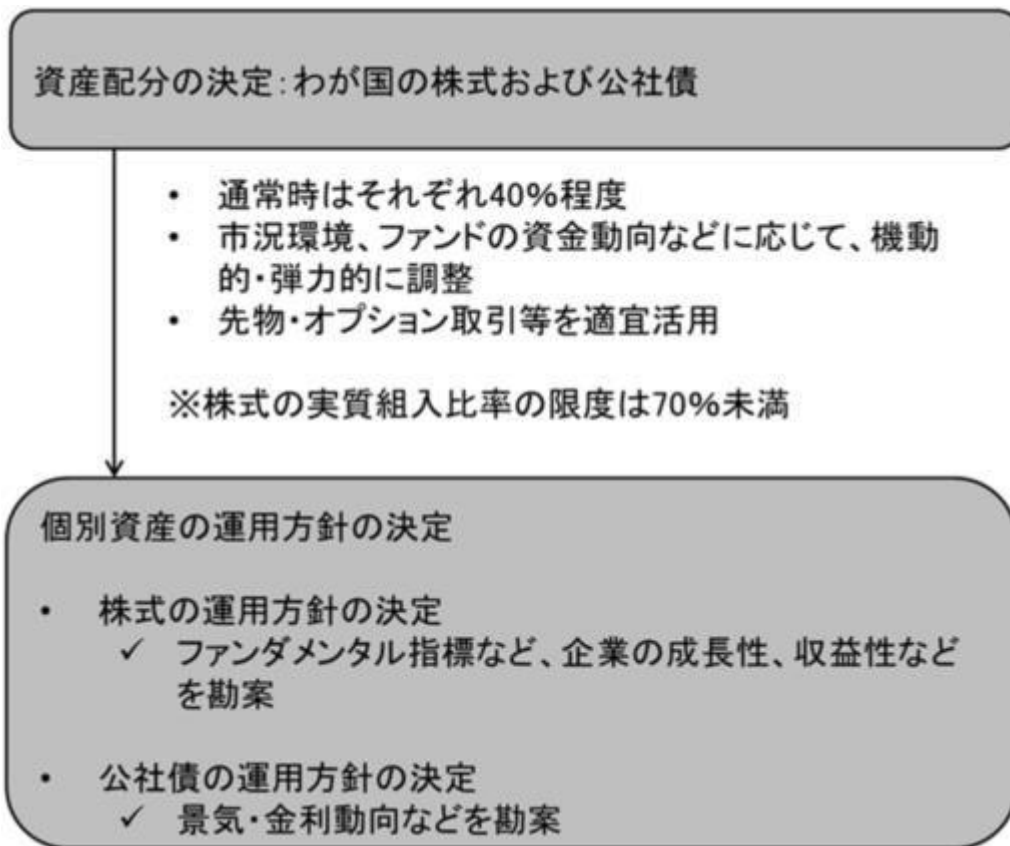 資産配分の決定：わが国の株式および公社債
• 通常時はそれぞれ40%程度
• 市況環境、ファンドの資金動向などに応じて、機動
的・弾力的に調整
• 先物・オプション取引等を適宜活用
※株式の実質組入比率の限度は70%未満
個別資産の運用方針の決定
• 株式の運用方針の決定
✓ ファンダメンタル指標など、企業の成長性、収益性など
を勘案
• 公社債の運用方針の決定
✓ 景気・金利動向などを勘案